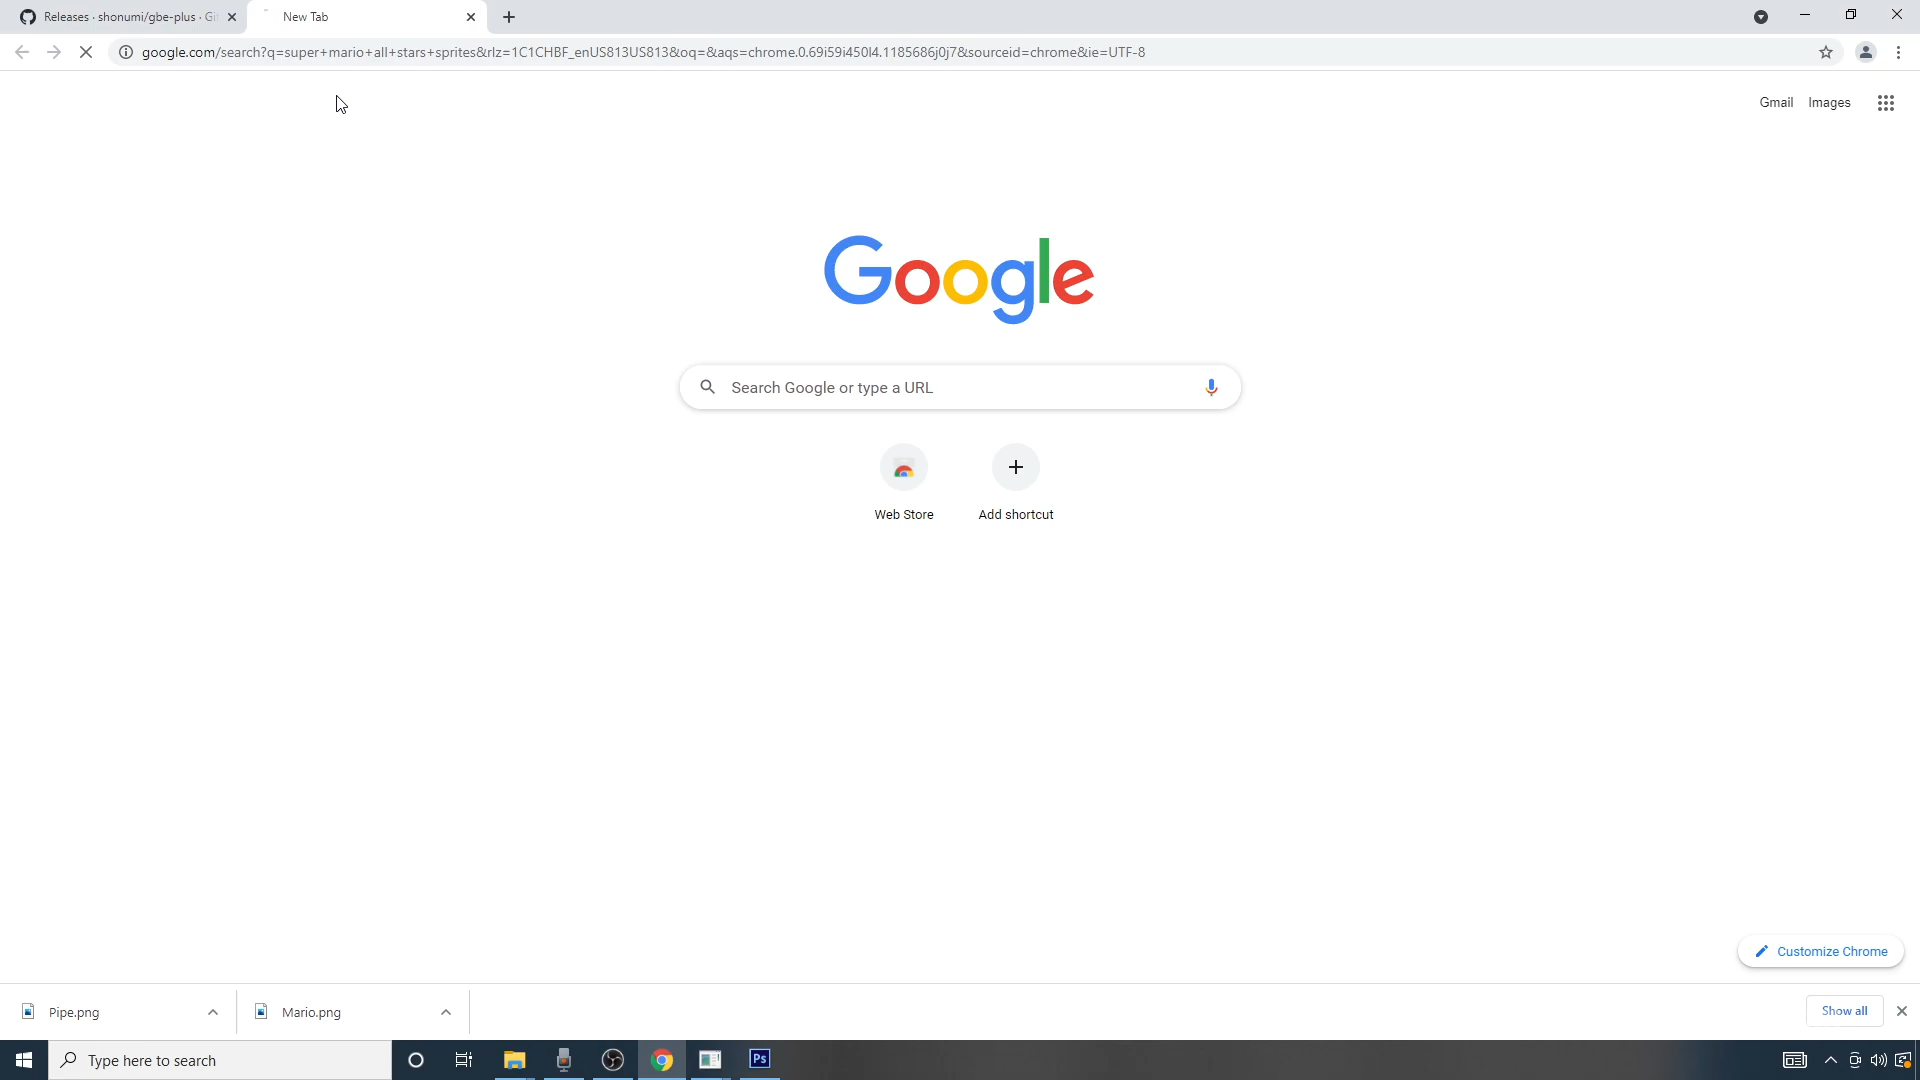 Releases · shonumi/gbe-plus · Gi
New Tab
google.com/search?q=super+mario+all+stars+sprites&rlz=1C1CHBF_enUS813US813&oq=&aqs=chrome.0.69i59i450l4.1185686j0j7&sourceid=chrome&ie=UTF-8
Gmail
Images
Google
Search Google or type a URL
Web Store
Add shortcut
Customize Chrome
Pipe.png
Mario.png
Show all
Type here to search
Ps